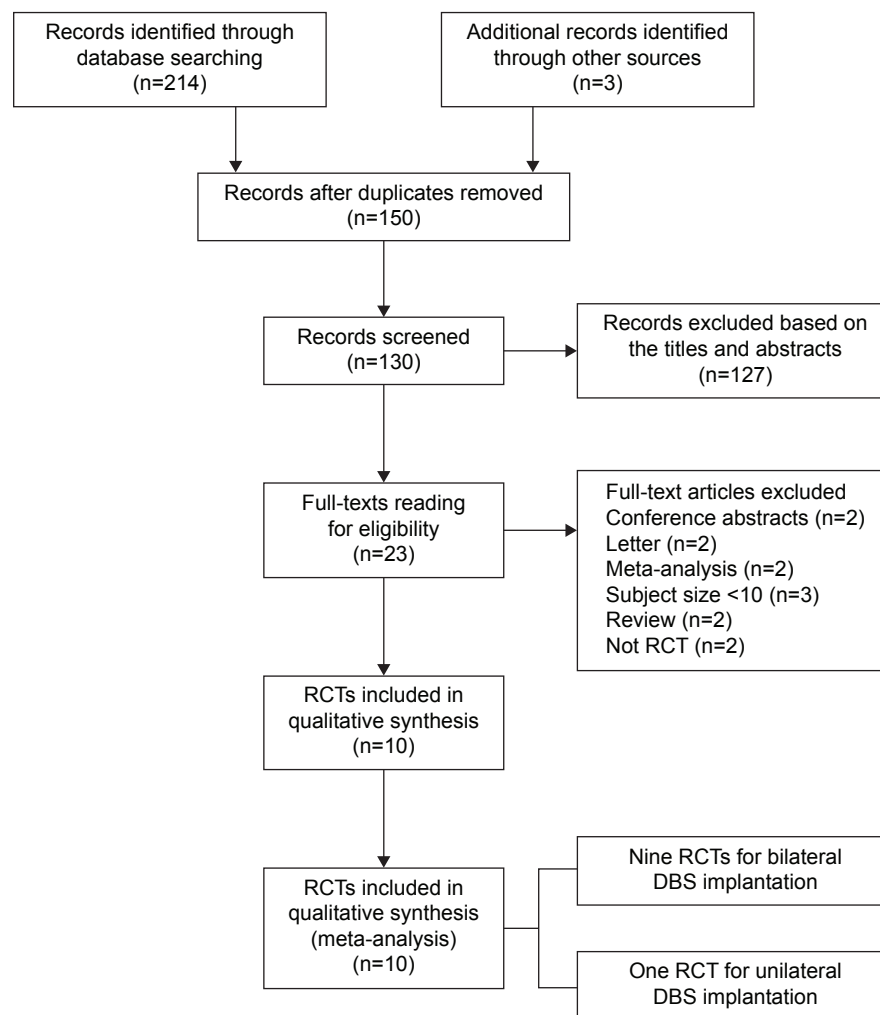 Records identified through
database searching
(n=214)
Additional records identified
through other sources
(n=3)
Records after duplicates removed
(n=150)
Records screened
(n=130)
Records excluded based on
the titles and abstracts
(n=127)
Full-texts reading
for eligibility
(n=23)
Full-text articles excluded
Conference abstracts (n=2)
Letter (n=2)
Meta-analysis (n=2)
Subject size <10 (n=3)
Review (n=2)
Not RCT (n=2)
RCTs included in
qualitative synthesis
(n=10)
RCTs included in
qualitative synthesis
(meta-analysis)
(n=10)
Nine RCTs for bilateral
DBS implantation
One RCT for unilateral
DBS implantation